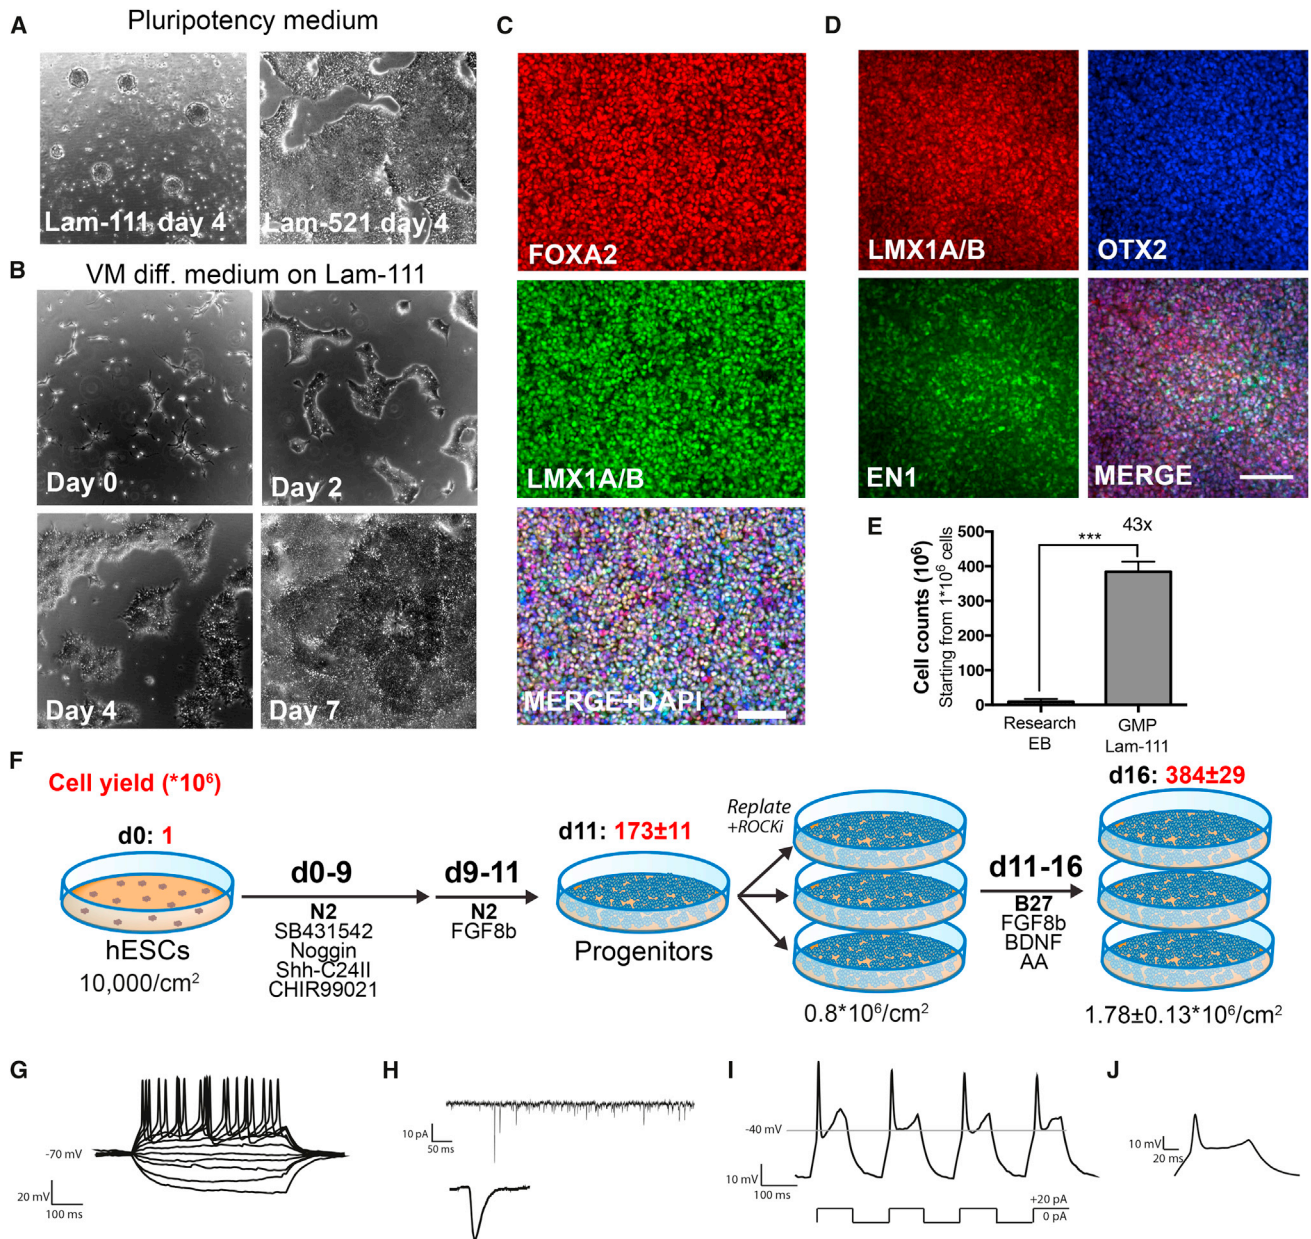 A
Pluripotency medium
Lam-111 day 4
Lam-521 day 4
B
VM diff. medium on Lam-111
Day 0
Day 2
Day 4
Day 7
C
FOXA2
LMX1A/B
MERGE+DAPI
D
LMX1A/B
OTX2
EN1
MERGE
E
Cell counts (10⁶)
Starting from 1*10⁶ cells
500
400
300
200
100
0
***
43x
Research
EB
GMP
Lam-111
F
Cell yield (*10⁶)
d0: 1
hESCs
10,000/cm²
d0-9
N2
SB431542
Noggin
Shh-C24II
CHIR99021
d9-11
N2
FGF8b
d11: 173±11
Progenitors
Replate
+ROCKi
0.8*10⁶/cm²
d11-16
B27
FGF8b
BDNF
AA
d16: 384±29
1.78±0.13*10⁶/cm²
G
-70 mV
20 mV
100 ms
H
10 pA
50 ms
I
-40 mV
10 mV
100 ms
+20 pA
0 pA
J
10 mV
20 ms